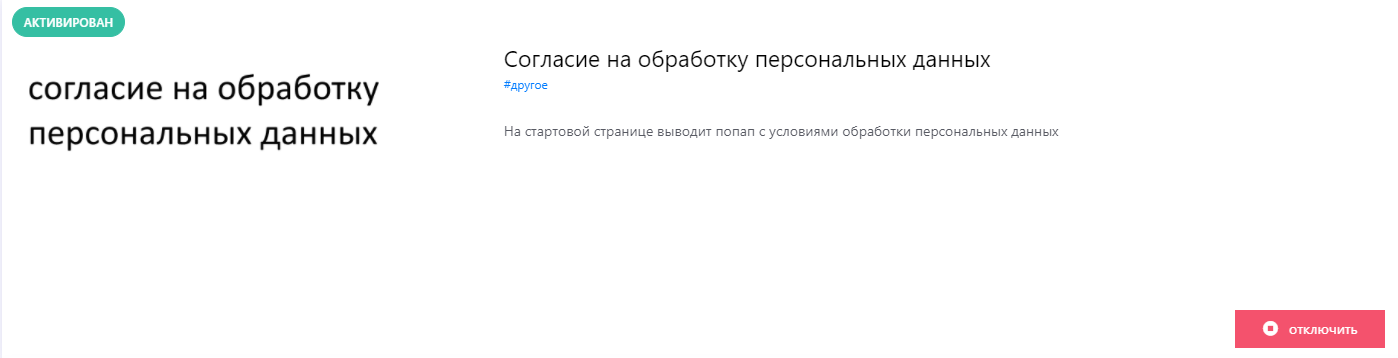 АКТИВИРОВАН
согласие на обработку
персональных данных
Согласие на обработку персональных данных
#другое
На стартовой странице выводит попап с условиями обработки персональных данных
ОТКЛЮЧИТЬ